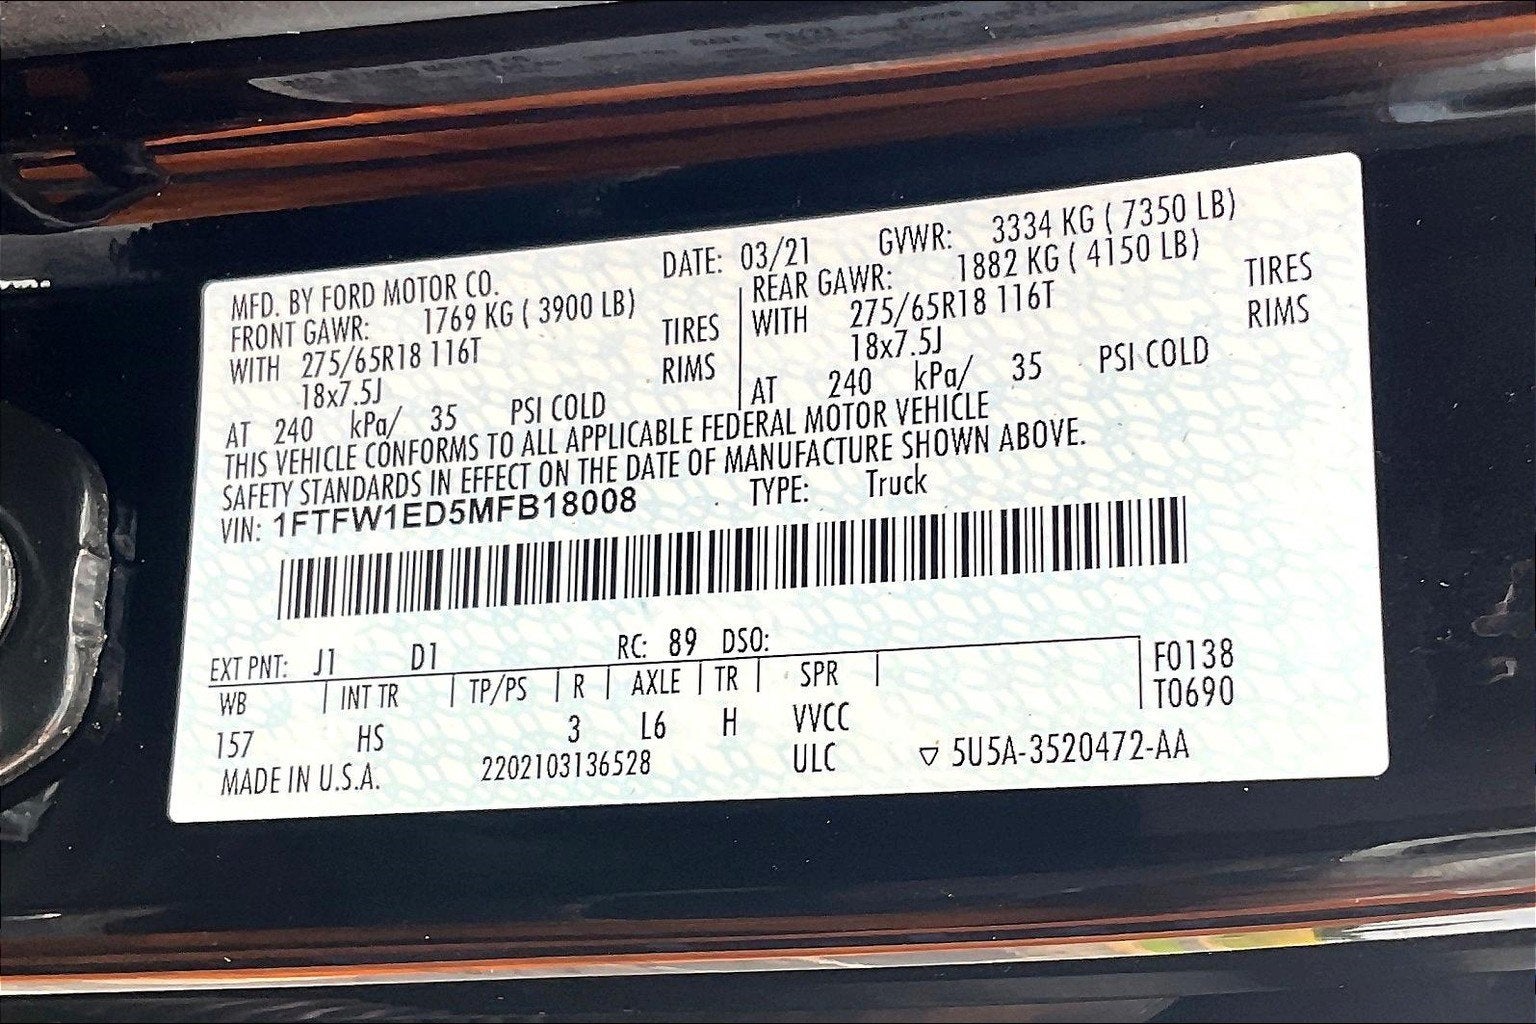 MFD. BY FORD MOTOR CO. DATE: 03/21 GVWR: 3334 KG ( 7350 LB)
FRONT GAWR: 1769 KG ( 3900 LB) REAR GAWR: 1882 KG ( 4150 LB)
WITH 275/65R18 116T TIRES WITH 275/65R18 116T TIRES
18x7.5J RIMS 18x7.5J RIMS
AT 240 kPa/ 35 PSI COLD AT 240 kPa/ 35 PSI COLD
THIS VEHICLE CONFORMS TO ALL APPLICABLE FEDERAL MOTOR VEHICLE
SAFETY STANDARDS IN EFFECT ON THE DATE OF MANUFACTURE SHOWN ABOVE.
VIN: 1FTFW1ED5MFB18008 TYPE: Truck
EXT PNT: J1 D1 RC: 89 DSO: F0138
WB INT TR TP/PS R AXLE TR SPR T0690
157 HS 3 L6 H VVCC
MADE IN U.S.A. 2202103136528 ULC ▽ 5U5A-3520472-AA